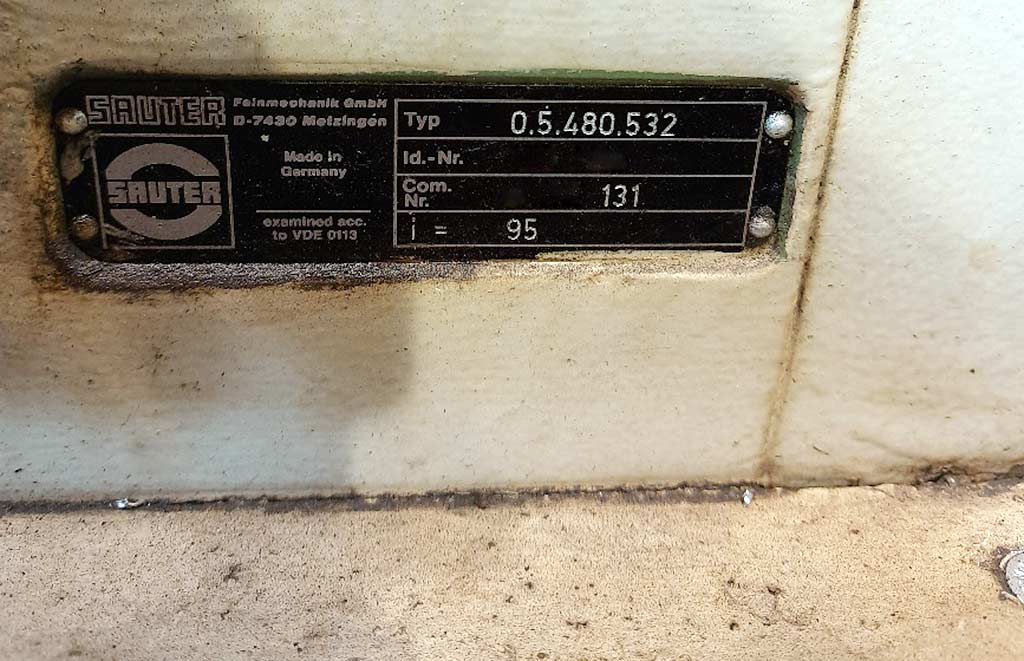 SAUTER
Feinmechanik GmbH
D-7430 Metzingen
SAUTER
Made in
Germany
examined acc.
to VDE 0113
Typ 0.5.480.532
Id.-Nr.
Com. Nr. 131
i = 95